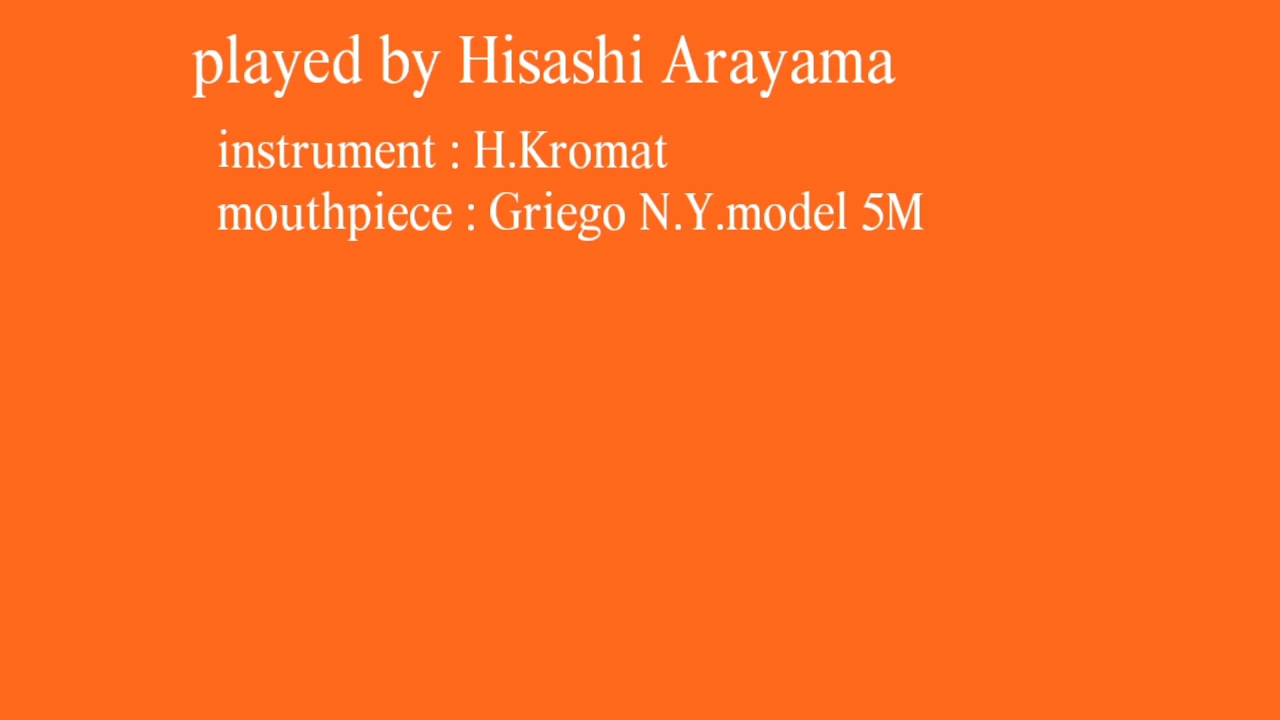 played by Hisashi Arayama
instrument : H.Kromat
mouthpiece : Griego N.Y.model 5M